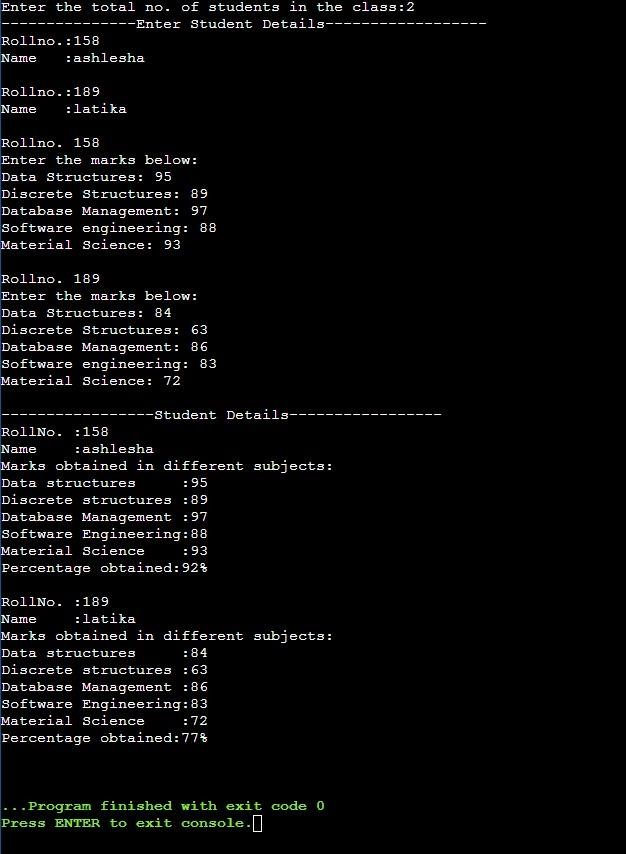 Enter the total no. of students in the class:2
---------------Enter Student Details------------------
Rollno.:158
Name   :ashlesha

Rollno.:189
Name   :latika

Rollno. 158
Enter the marks below:
Data Structures: 95
Discrete Structures: 89
Database Management: 97
Software engineering: 88
Material Science: 93

Rollno. 189
Enter the marks below:
Data Structures: 84
Discrete Structures: 63
Database Management: 86
Software engineering: 83
Material Science: 72

-----------------Student Details-----------------
RollNo. :158
Name    :ashlesha
Marks obtained in different subjects:
Data structures     :95
Discrete structures :89
Database Management :97
Software Engineering:88
Material Science    :93
Percentage obtained:92%

RollNo. :189
Name    :latika
Marks obtained in different subjects:
Data structures     :84
Discrete structures :63
Database Management :86
Software Engineering:83
Material Science    :72
Percentage obtained:77%

...Program finished with exit code 0
Press ENTER to exit console.